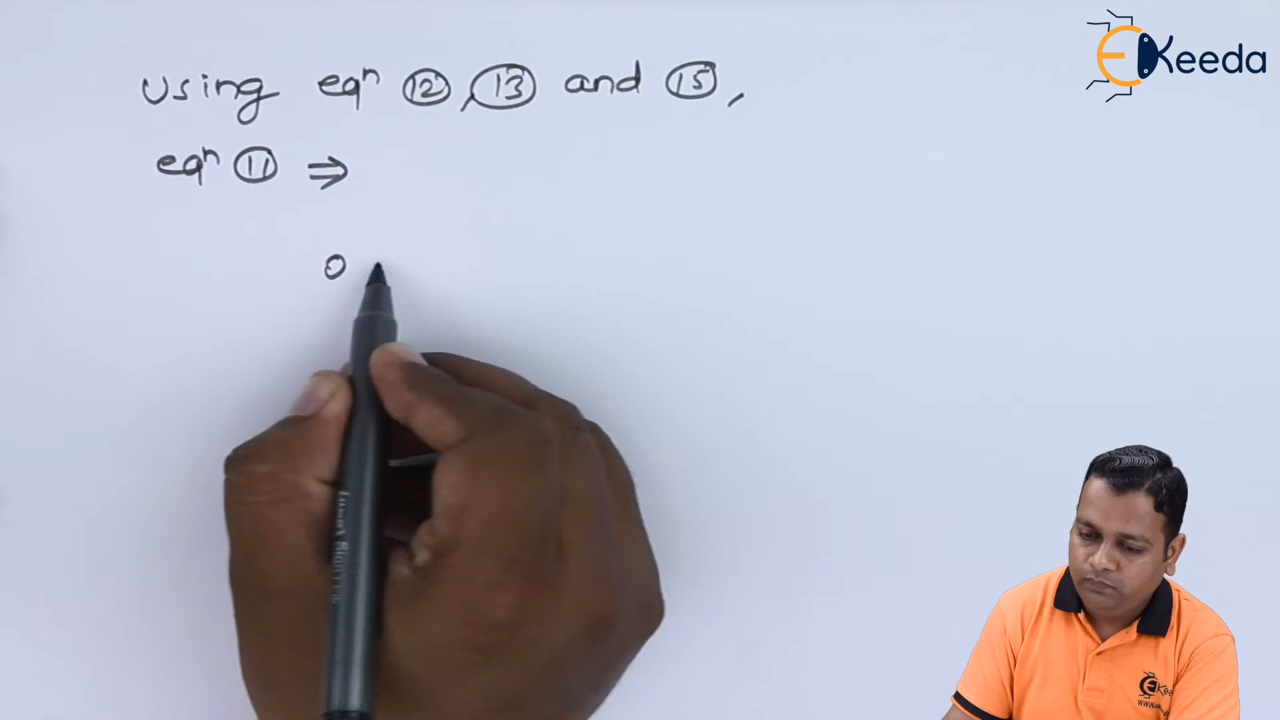 using eqn 12, 13 and 15,
eqn 11 ⇒
0
EKeeda